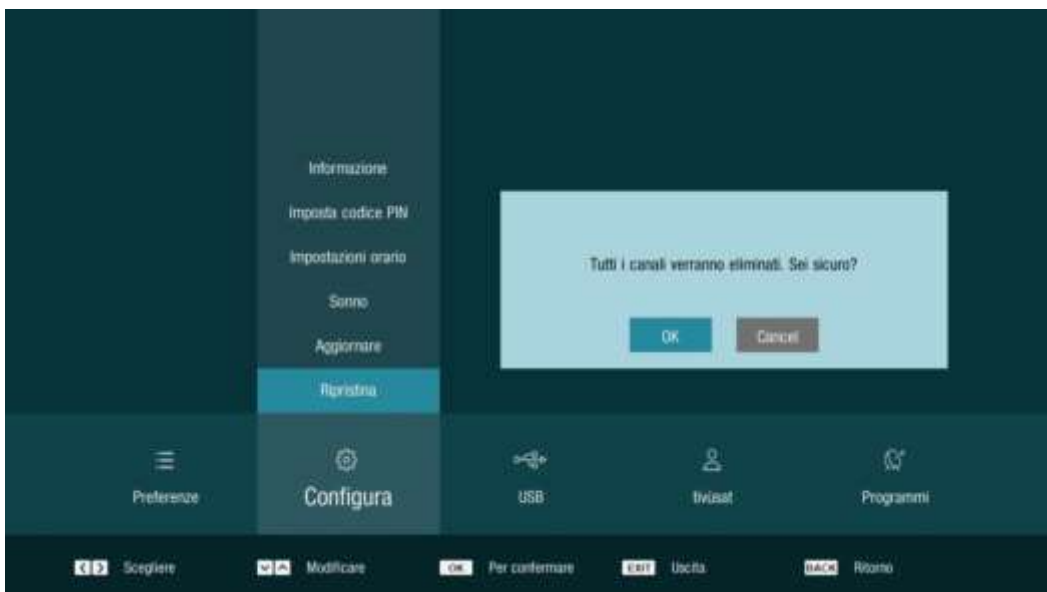 Informazione
Imposta codice PIN
Impostazioni orario
Sonno
Aggiornare
Ripristina
Tutti i canali verranno eliminati. Sei sicuro?
OK Cancel
Preferenze Configura USB tivùsat Programmi
Scegliere Modificare OK Per confermare EXIT Uscita BACK Ritorno